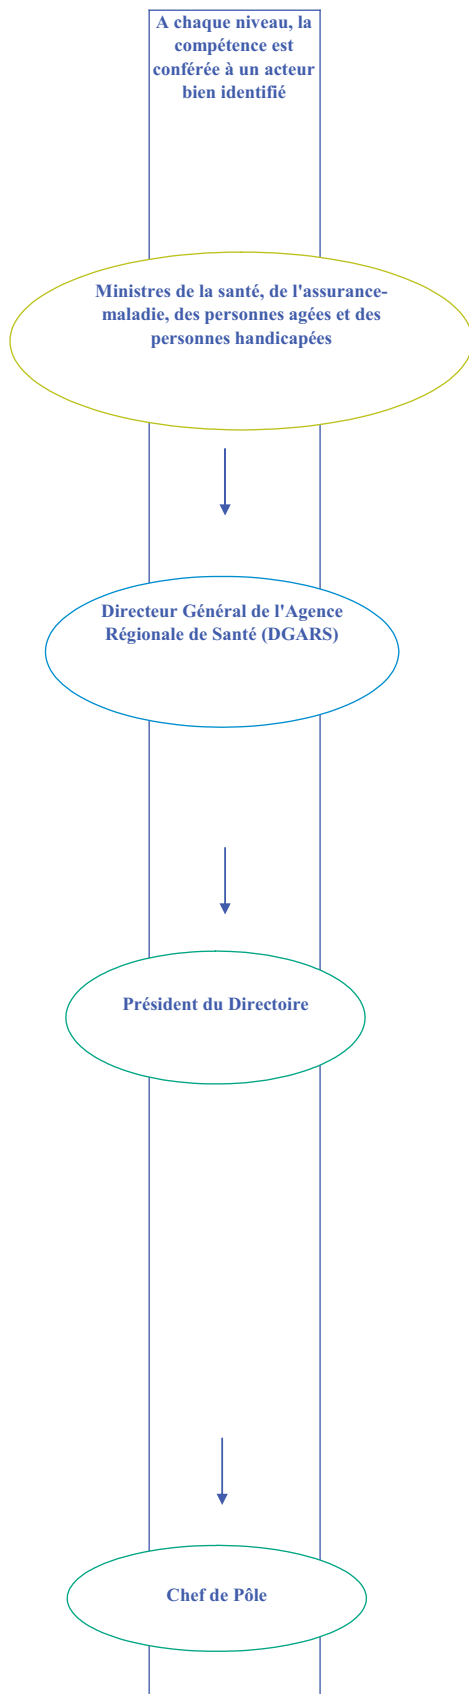 A chaque niveau, la
compétence est
conférée à un acteur
bien identifié
Ministres de la santé, de l'assurance-
maladie, des personnes agées et des
personnes handicapées
Directeur Général de l'Agence
Régionale de Santé (DGARS)
Président du Directoire
Chef de Pôle